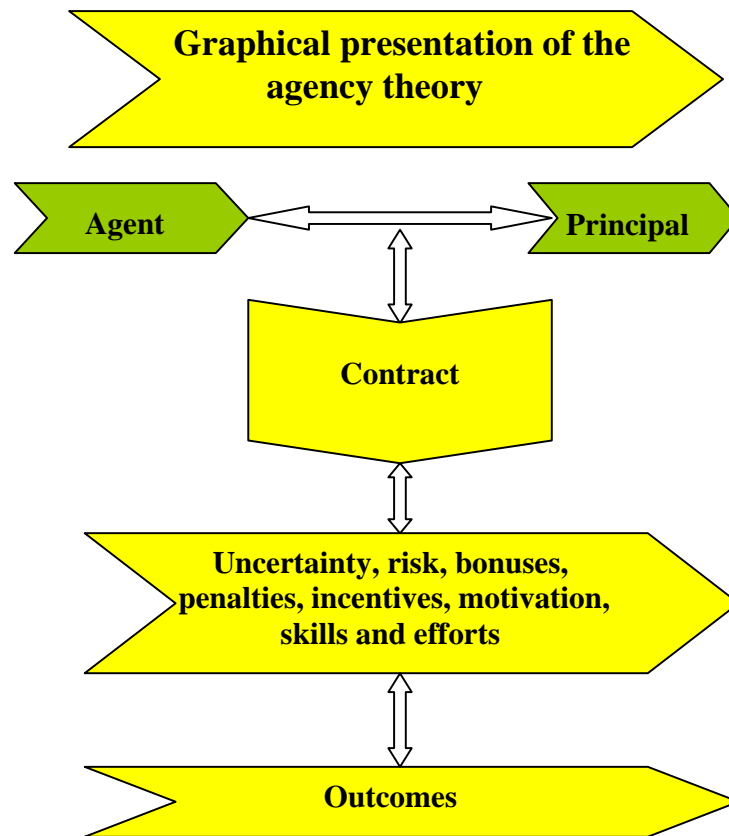 Graphical presentation of the
agency theory
Agent
Principal
Contract
Uncertainty, risk, bonuses,
penalties, incentives, motivation,
skills and efforts
Outcomes